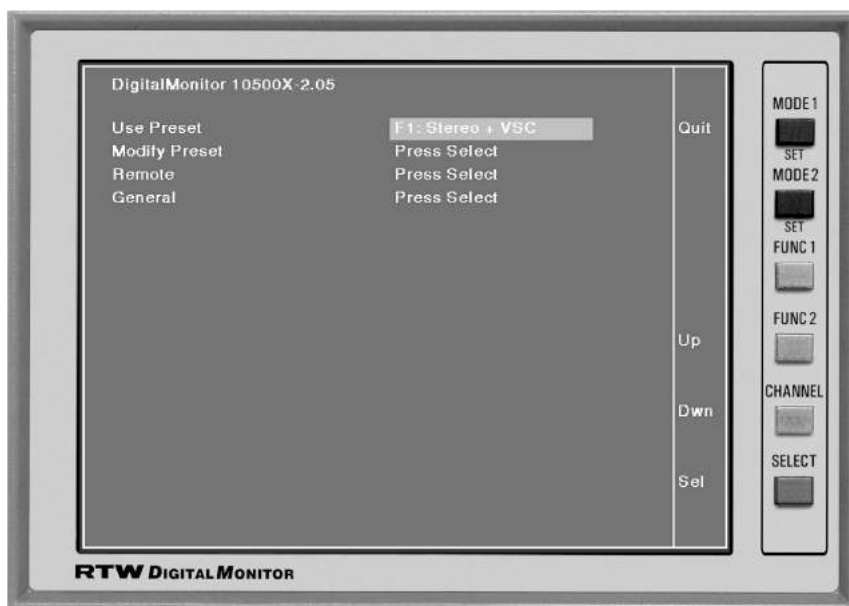 DigitalMonitor 10500X-2.05
Use Preset F1: Stereo + VSC
Modify Preset Press Select
Remote Press Select
General Press Select
Quit
Up
Dwn
Sel
MODE 1
SET
MODE 2
SET
FUNC 1
FUNC 2
CHANNEL
SELECT
RTW DIGITAL MONITOR